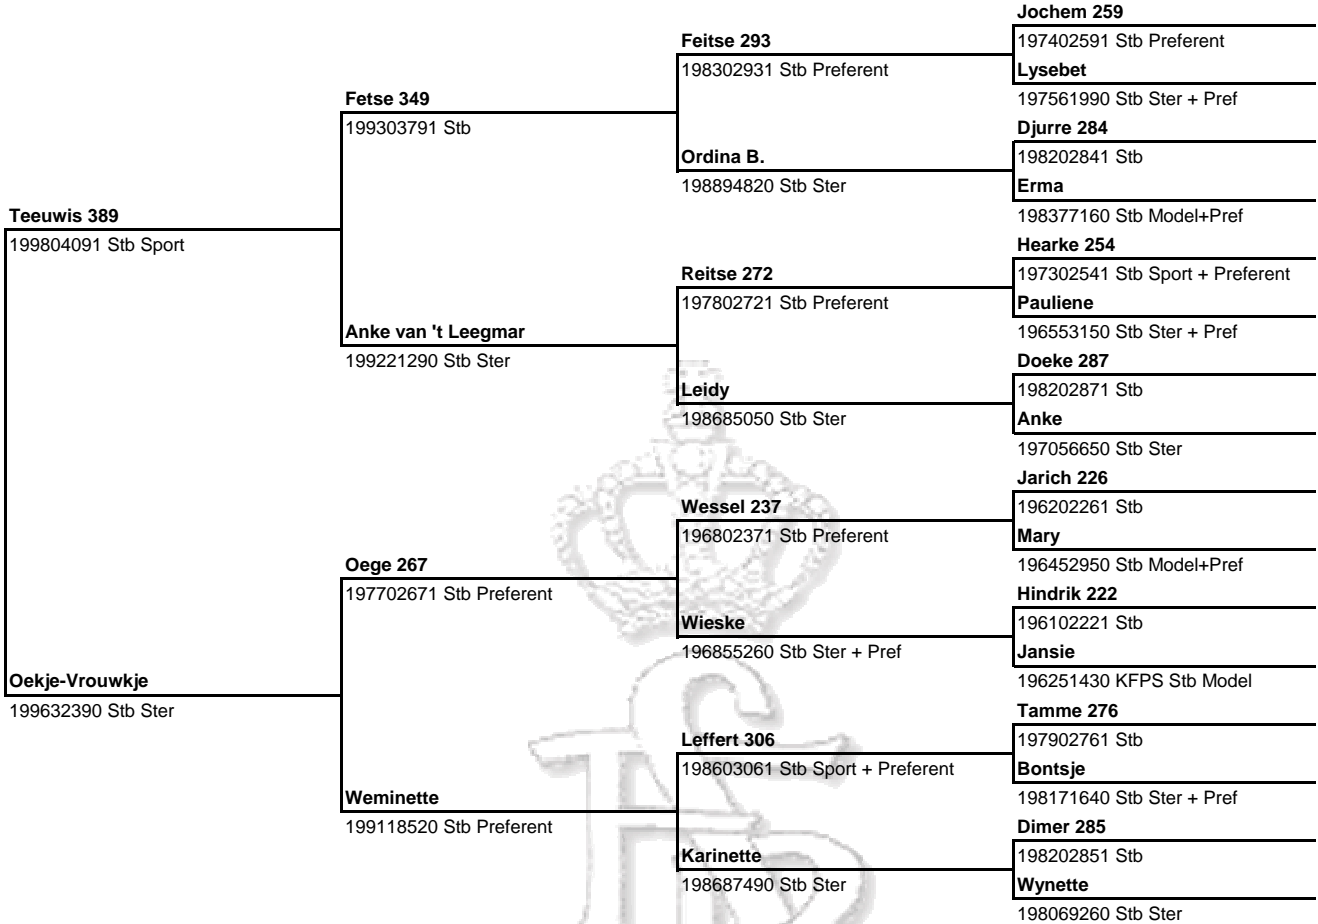 Jochem 259
Feitse 293
197402591 Stb Preferent
198302931 Stb Preferent
Lysebet
Fetse 349
197561990 Stb Ster + Pref
199303791 Stb
Djurre 284
Ordina B.
198202841 Stb
198894820 Stb Ster
Erma
Teeuwis 389
198377160 Stb Model+Pref
199804091 Stb Sport
Hearke 254
Reitse 272
197302541 Stb Sport + Preferent
197802721 Stb Preferent
Pauliene
Anke van 't Leegmar
196553150 Stb Ster + Pref
199221290 Stb Ster
Doeke 287
Leidy
198202871 Stb
198685050 Stb Ster
Anke
197056650 Stb Ster
Jarich 226
Wessel 237
196202261 Stb
196802371 Stb Preferent
Mary
Oege 267
196452950 Stb Model+Pref
197702671 Stb Preferent
Hindrik 222
Wieske
196102221 Stb
196855260 Stb Ster + Pref
Jansie
Oekje-Vrouwkje
196251430 KFPS Stb Model
199632390 Stb Ster
Tamme 276
Leffert 306
197902761 Stb
198603061 Stb Sport + Preferent
Bontsje
Weminette
198171640 Stb Ster + Pref
199118520 Stb Preferent
Dimer 285
Karinette
198202851 Stb
198687490 Stb Ster
Wynette
198069260 Stb Ster